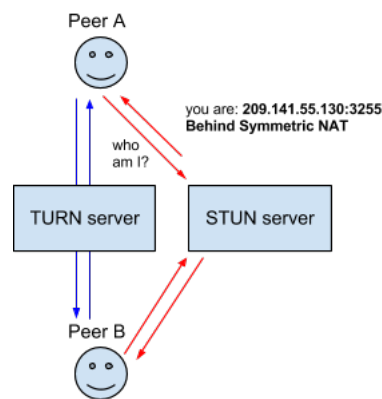 Peer A
you are: 209.141.55.130:3255
Behind Symmetric NAT
who
am I?
TURN server
STUN server
Peer B